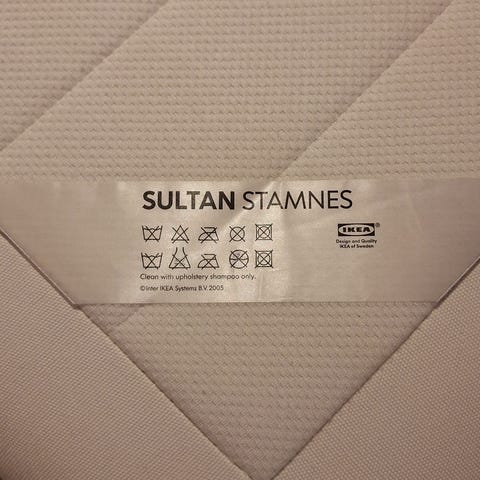 SULTAN STAMNES
IKEA®
Design and Quality
IKEA of Sweden
Clean with upholstery shampoo only.
©Inter IKEA Systems B.V. 2005